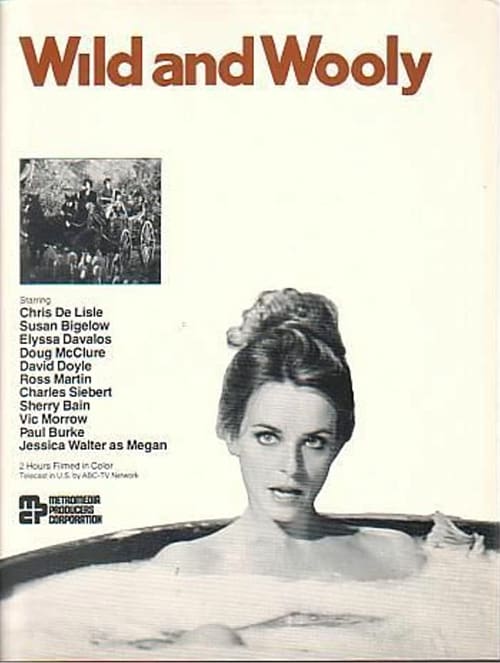 Wild and Wooly
Starring
Chris De Lisle
Susan Bigelow
Elyssa Davalos
Doug McClure
David Doyle
Ross Martin
Charles Siebert
Sherry Bain
Vic Morrow
Paul Burke
Jessica Walter as Megan
2 Hours Filmed in Color
Telecast in U.S. by ABC-TV Network
MPC
METROMEDIA
PRODUCERS
CORPORATION